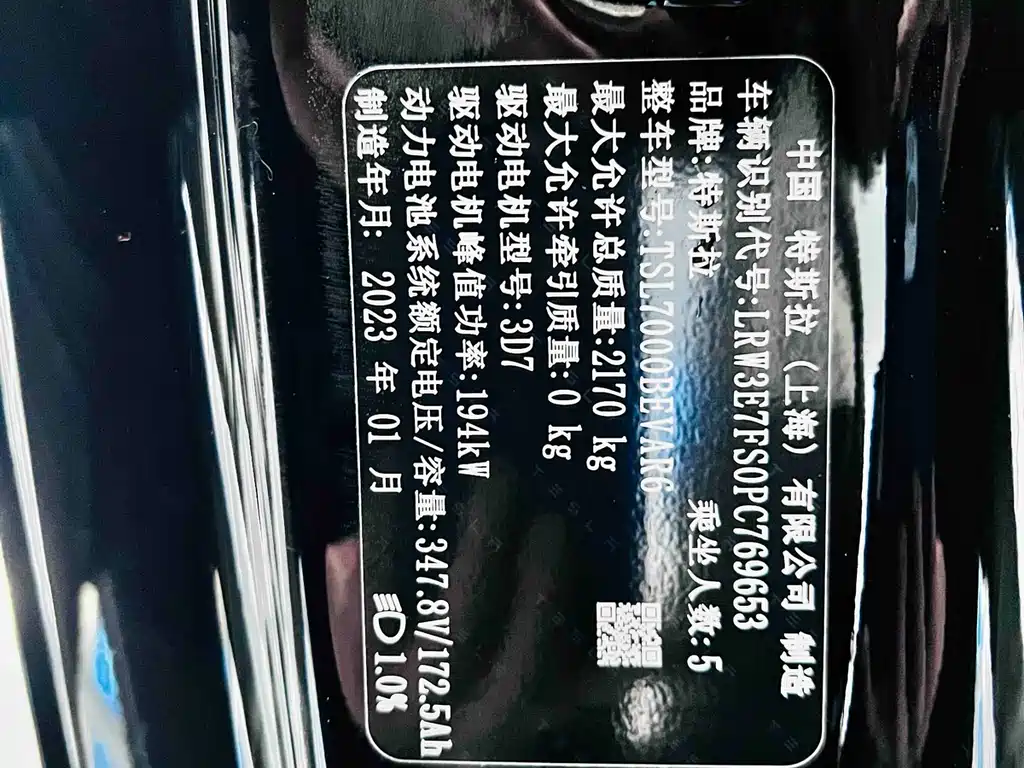 中国 特斯拉（上海）有限公司 制造
车辆识别代号:LRW3E7FS0PC769653
品牌:特斯拉 乘坐人数:5
整车型号:TSL7000BEVAR6
最大允许总质量:2170 kg
最大允许牵引质量:0 kg
驱动电机型号:3D7
驱动电机峰值功率:194kW
动力电池系统额定电压/容量:347.8V/172.5Ah
制造年月: 2023 年 01 月 1.0%